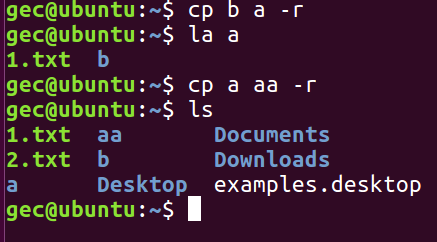 gec@ubuntu:~$ cp b a -r
gec@ubuntu:~$ la a
1.txt  b
gec@ubuntu:~$ cp a aa -r
gec@ubuntu:~$ ls
1.txt  aa       Documents
2.txt  b        Downloads
a      Desktop  examples.desktop
gec@ubuntu:~$